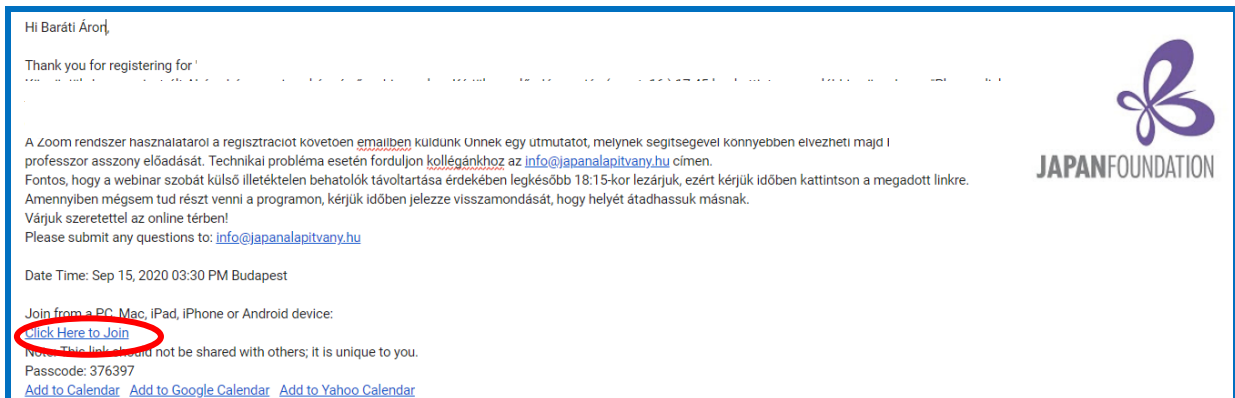 Hi Baráti Áron,
Thank you for registering for '
A Zoom rendszer használatáról a regisztrációt követően emailben küldünk Önnek egy útmutatót, melynek segítségével könnyebben élvezheti majd
professzor asszony előadását. Technikai probléma esetén forduljon kollégánkhoz az info@japanalapitvany.hu címen.
Fontos, hogy a webinar szobát külső illetéktelen behatolók távoltartása érdekében legkésőbb 18:15-kor lezárjuk, ezért kérjük időben kattintson a megadott linkre.
Amennyiben mégsem tud részt venni a programon, kérjük időben jelezze visszamondását, hogy helyét átadhassuk másnak.
Várjuk szeretettel az online térben!
Please submit any questions to: info@japanalapitvany.hu
Date Time: Sep 15, 2020 03:30 PM Budapest
Join from a PC, Mac, iPad, iPhone or Android device:
Click Here to Join
Note: This link should not be shared with others; it is unique to you.
Passcode: 376397
Add to Calendar Add to Google Calendar Add to Yahoo Calendar
JAPANFOUNDATION